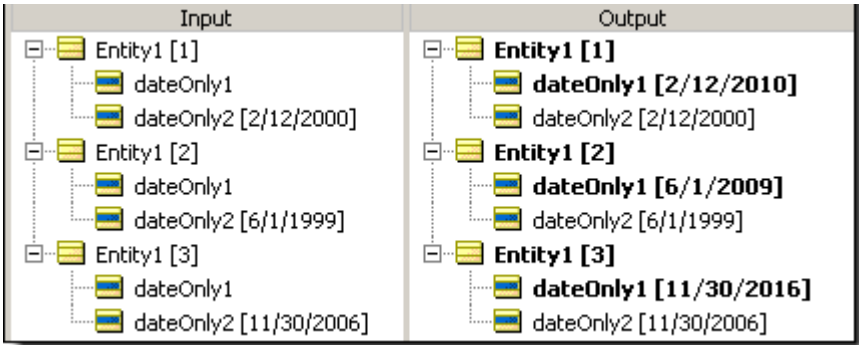 Input
Entity1 [1]
dateOnly1
dateOnly2 [2/12/2000]
Entity1 [2]
dateOnly1
dateOnly2 [6/1/1999]
Entity1 [3]
dateOnly1
dateOnly2 [11/30/2006]
Output
Entity1 [1]
dateOnly1 [2/12/2010]
dateOnly2 [2/12/2000]
Entity1 [2]
dateOnly1 [6/1/2009]
dateOnly2 [6/1/1999]
Entity1 [3]
dateOnly1 [11/30/2016]
dateOnly2 [11/30/2006]